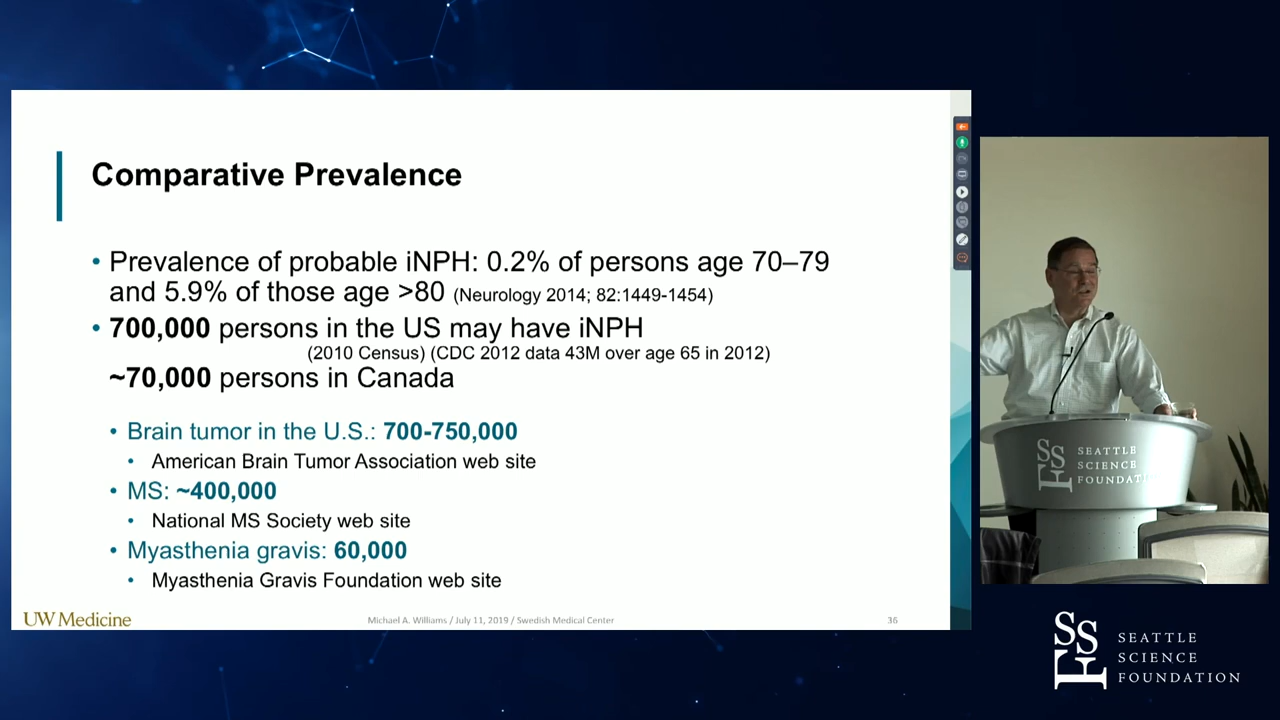 Comparative Prevalence
• Prevalence of probable iNPH: 0.2% of persons age 70–79
and 5.9% of those age >80 (Neurology 2014; 82:1449-1454)
• 700,000 persons in the US may have iNPH
(2010 Census) (CDC 2012 data 43M over age 65 in 2012)
~70,000 persons in Canada
• Brain tumor in the U.S.: 700-750,000
• American Brain Tumor Association web site
• MS: ~400,000
• National MS Society web site
• Myasthenia gravis: 60,000
• Myasthenia Gravis Foundation web site
UW Medicine
Michael A. Williams / July 11, 2019 / Swedish Medical Center
36
SSF
SEATTLE
SCIENCE
FOUNDAT
SSF
SEATTLE
SCIENCE
FOUNDATION